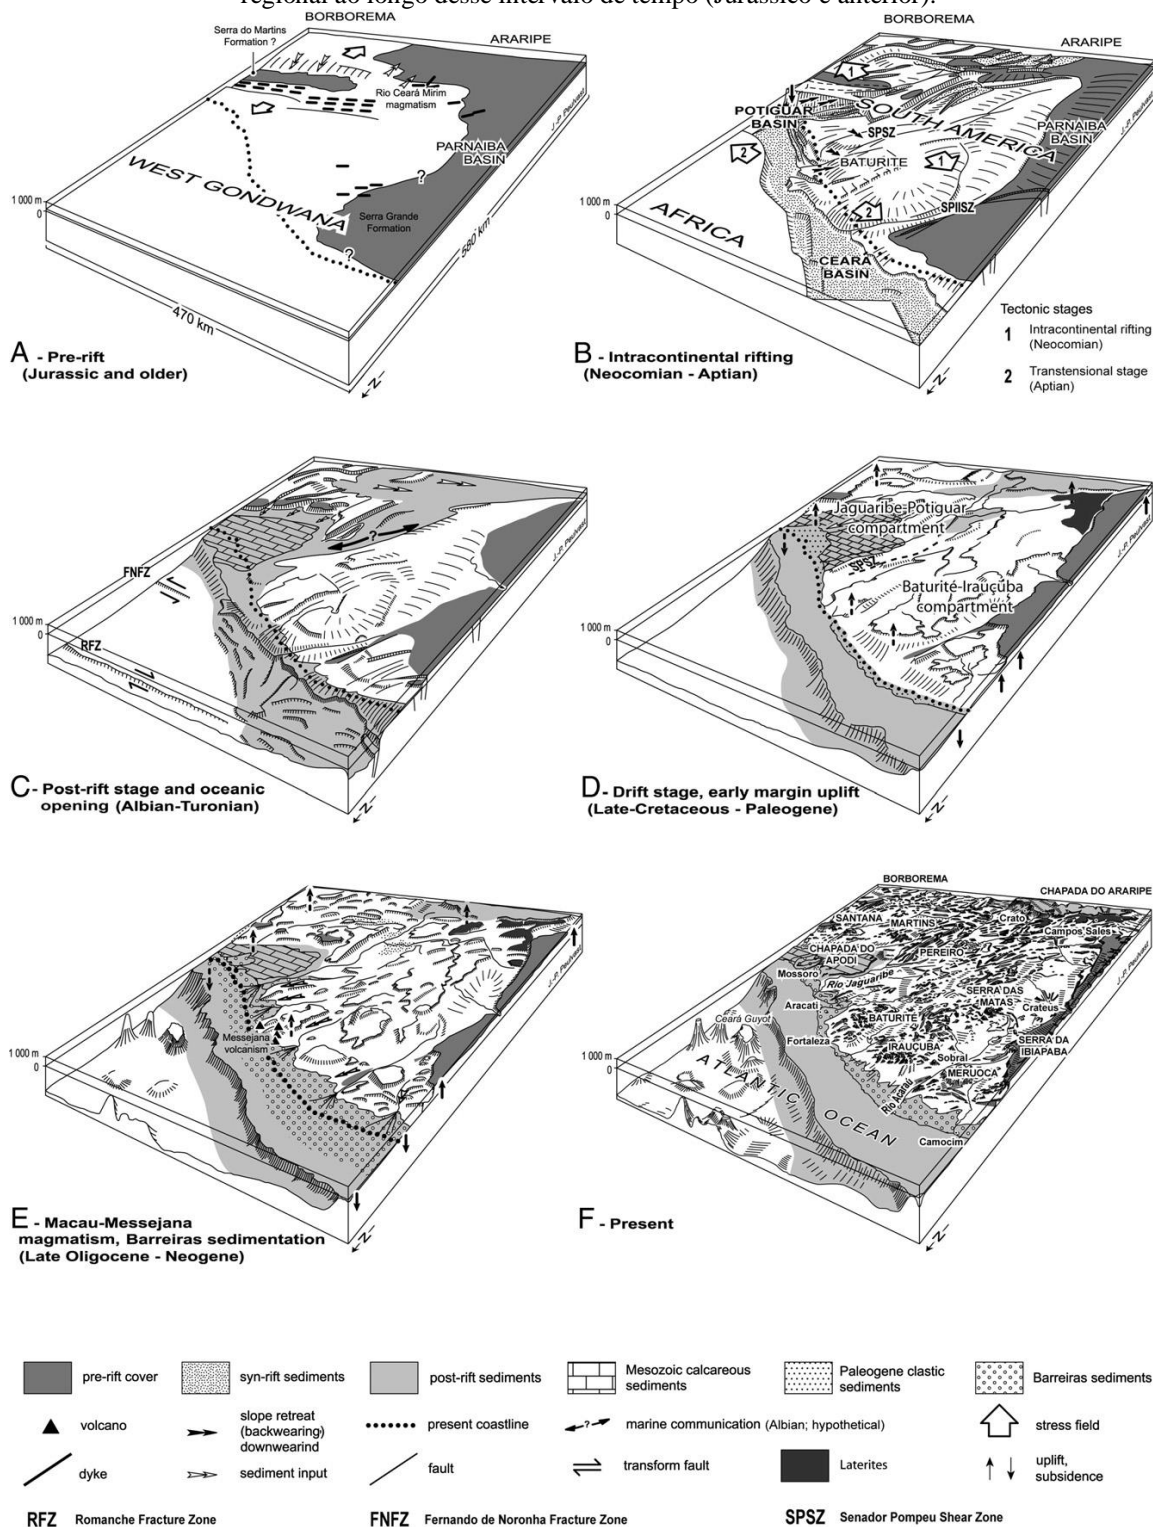 regional ao longo desse intervalo de tempo (Jurássico e anterior).
BORBOREMA
Serra do Martins
Formation ?
ARARIPE
Rio Ceará Mirim
magmatism
J.-P. Peulvast
PARNAIBA
BASIN
?
WEST GONDWANA
Serra Grande
Formation
?
1 000 m
0
580 km
470 km
N
A - Pre-rift
(Jurassic and older)
BORBOREMA
ARARIPE
1
POTIGUAR
BASIN
SOUTH AMERICA
J.-P. Peulvast
PARNAIBA
BASIN
SPSZ
2
BATURITE
1
2
SPIISZ
1 000 m
0
AFRICA
CEARA
BASIN
N
Tectonic stages
1 Intracontinental rifting
(Neocomian)
2 Transtensional stage
(Aptian)
B - Intracontinental rifting
(Neocomian - Aptian)
?
J.-P. Peulvast
FNFZ
1 000 m
0
RFZ
N
C - Post-rift stage and oceanic
opening (Albian-Turonian)
Jaguaribe-Potiguar
compartment
J.-P. Peulvast
SPSZ
Baturité-Irauçuba
compartment
1 000 m
0
N
D - Drift stage, early margin uplift
(Late-Cretaceous - Paleogene)
J.-P. Peulvast
Messejana
volcanism
1 000 m
0
N
E - Macau-Messejana
magmatism, Barreiras sedimentation
(Late Oligocene - Neogene)
BORBOREMA
CHAPADA DO ARARIPE
SANTANA
MARTINS
Crato
Campos Sales
CHAPADA DO
APODI
PEREIRO
J.-P. Peulvast
Mossoro
Rio Jaguaribe
SERRA DAS
MATAS
Aracati
Crateus
Ceará Guyot
BATURITE
Fortaleza
SERRA DA
IBIAPABA
IRAUÇUBA
Sobral
MERUOCA
1 000 m
0
Rio Acaraú
ATLANTIC OCEAN
Camocim
N
F - Present
pre-rift cover
syn-rift sediments
post-rift sediments
Mesozoic calcareous
sediments
Paleogene clastic
sediments
Barreiras sediments
volcano
slope retreat
(backwearing)
downwearind
present coastline
? marine communication (Albian; hypothetical)
stress field
dyke
sediment input
fault
transform fault
Laterites
uplift,
subsidence
RFZ Romanche Fracture Zone
FNFZ Fernando de Noronha Fracture Zone
SPSZ Senador Pompeu Shear Zone